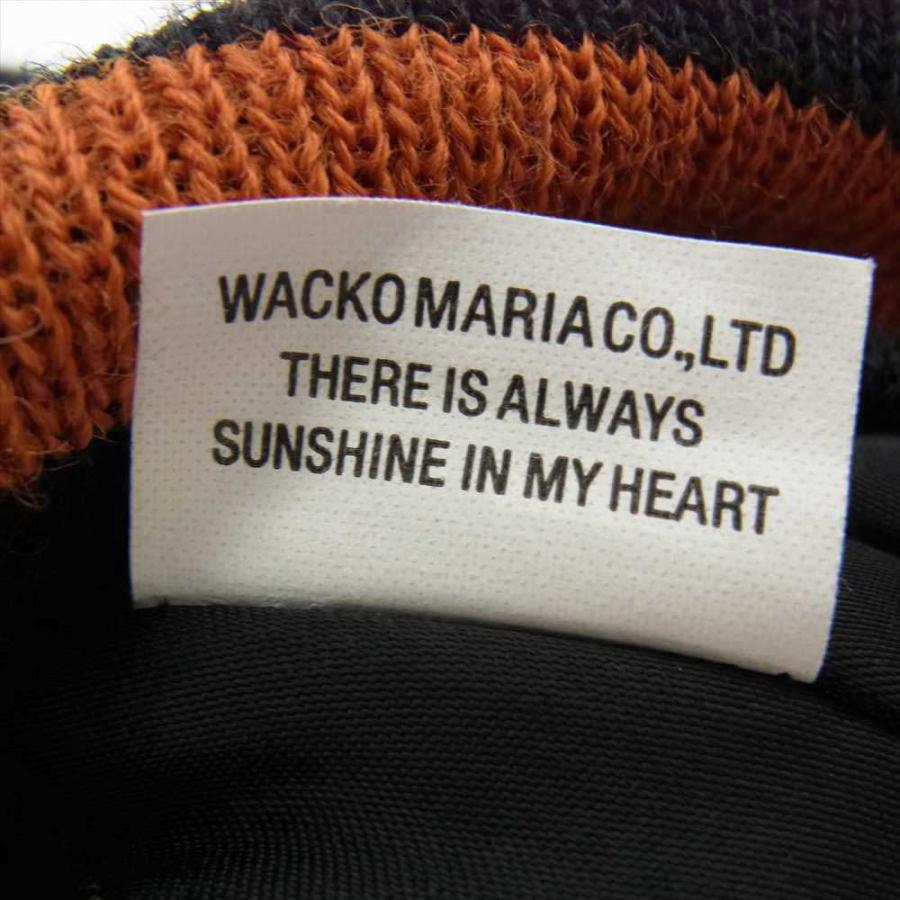 WACKO MARIA CO.,LTD
THERE IS ALWAYS
SUNSHINE IN MY HEART